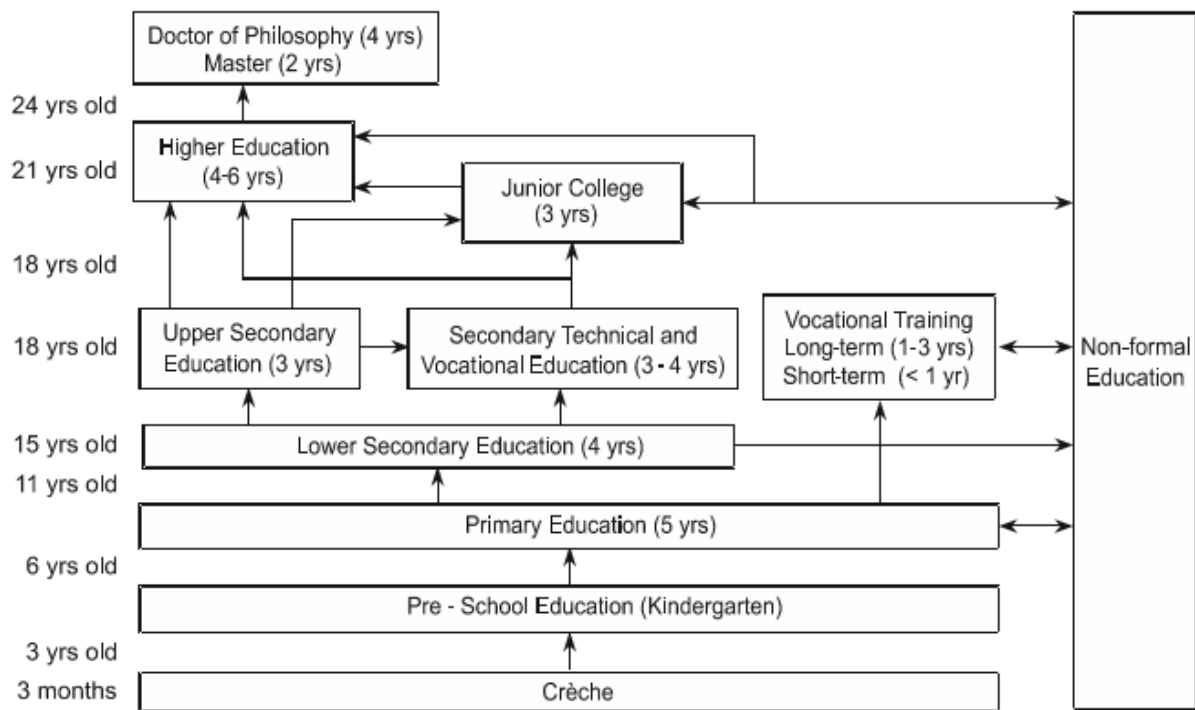 Doctor of Philosophy (4 yrs)
Master (2 yrs)
24 yrs old
Higher Education
(4-6 yrs)
21 yrs old
Junior College
(3 yrs)
18 yrs old
Upper Secondary
Education (3 yrs)
18 yrs old
Secondary Technical and
Vocational Education (3 - 4 yrs)
Vocational Training
Long-term (1-3 yrs)
Short-term (< 1 yr)
Non-formal
Education
15 yrs old
Lower Secondary Education (4 yrs)
11 yrs old
Primary Education (5 yrs)
6 yrs old
Pre - School Education (Kindergarten)
3 yrs old
3 months
Crèche